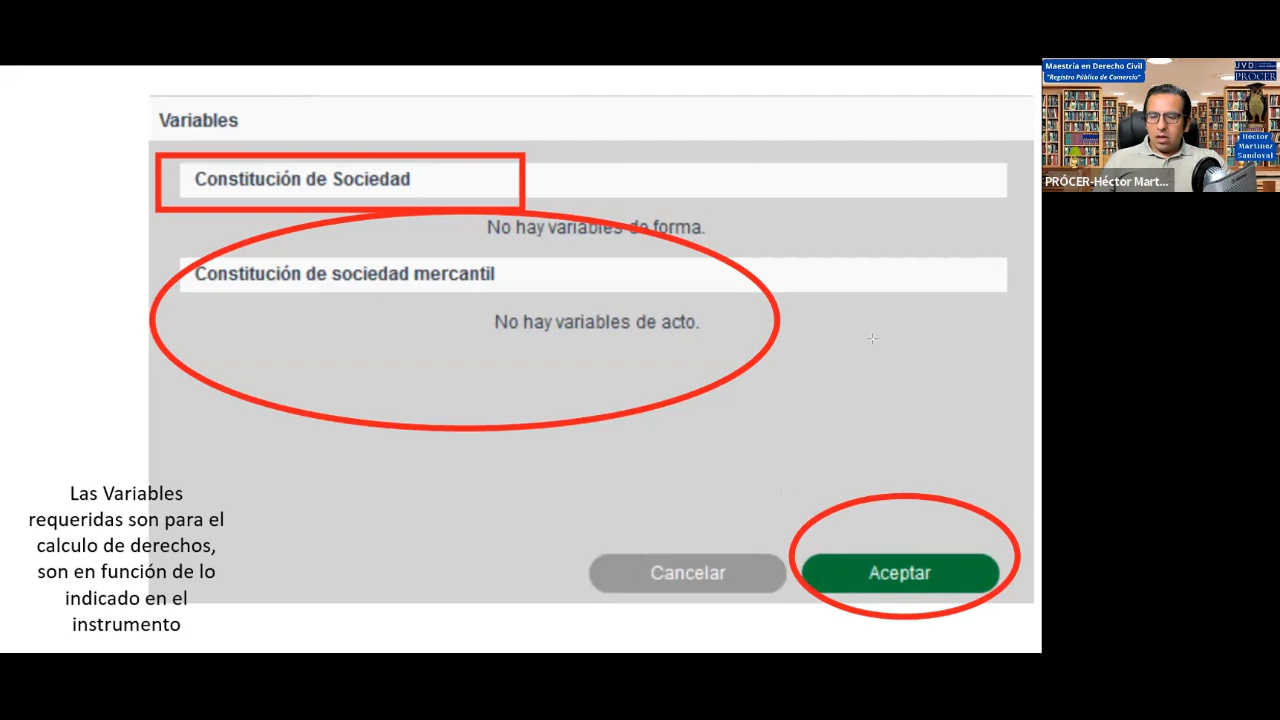 Variables
Constitución de Sociedad
No hay variables de forma.
Constitución de sociedad mercantil
No hay variables de acto.
Cancelar
Aceptar
Las Variables
requeridas son para el
calculo de derechos,
son en función de lo
indicado en el
instrumento
Maestría en Derecho Civil
"Registro Público de Comercio"
UVD
PROCER
Héctor
Martínez
Sandoval
PRÓCER-Héctor Mart...